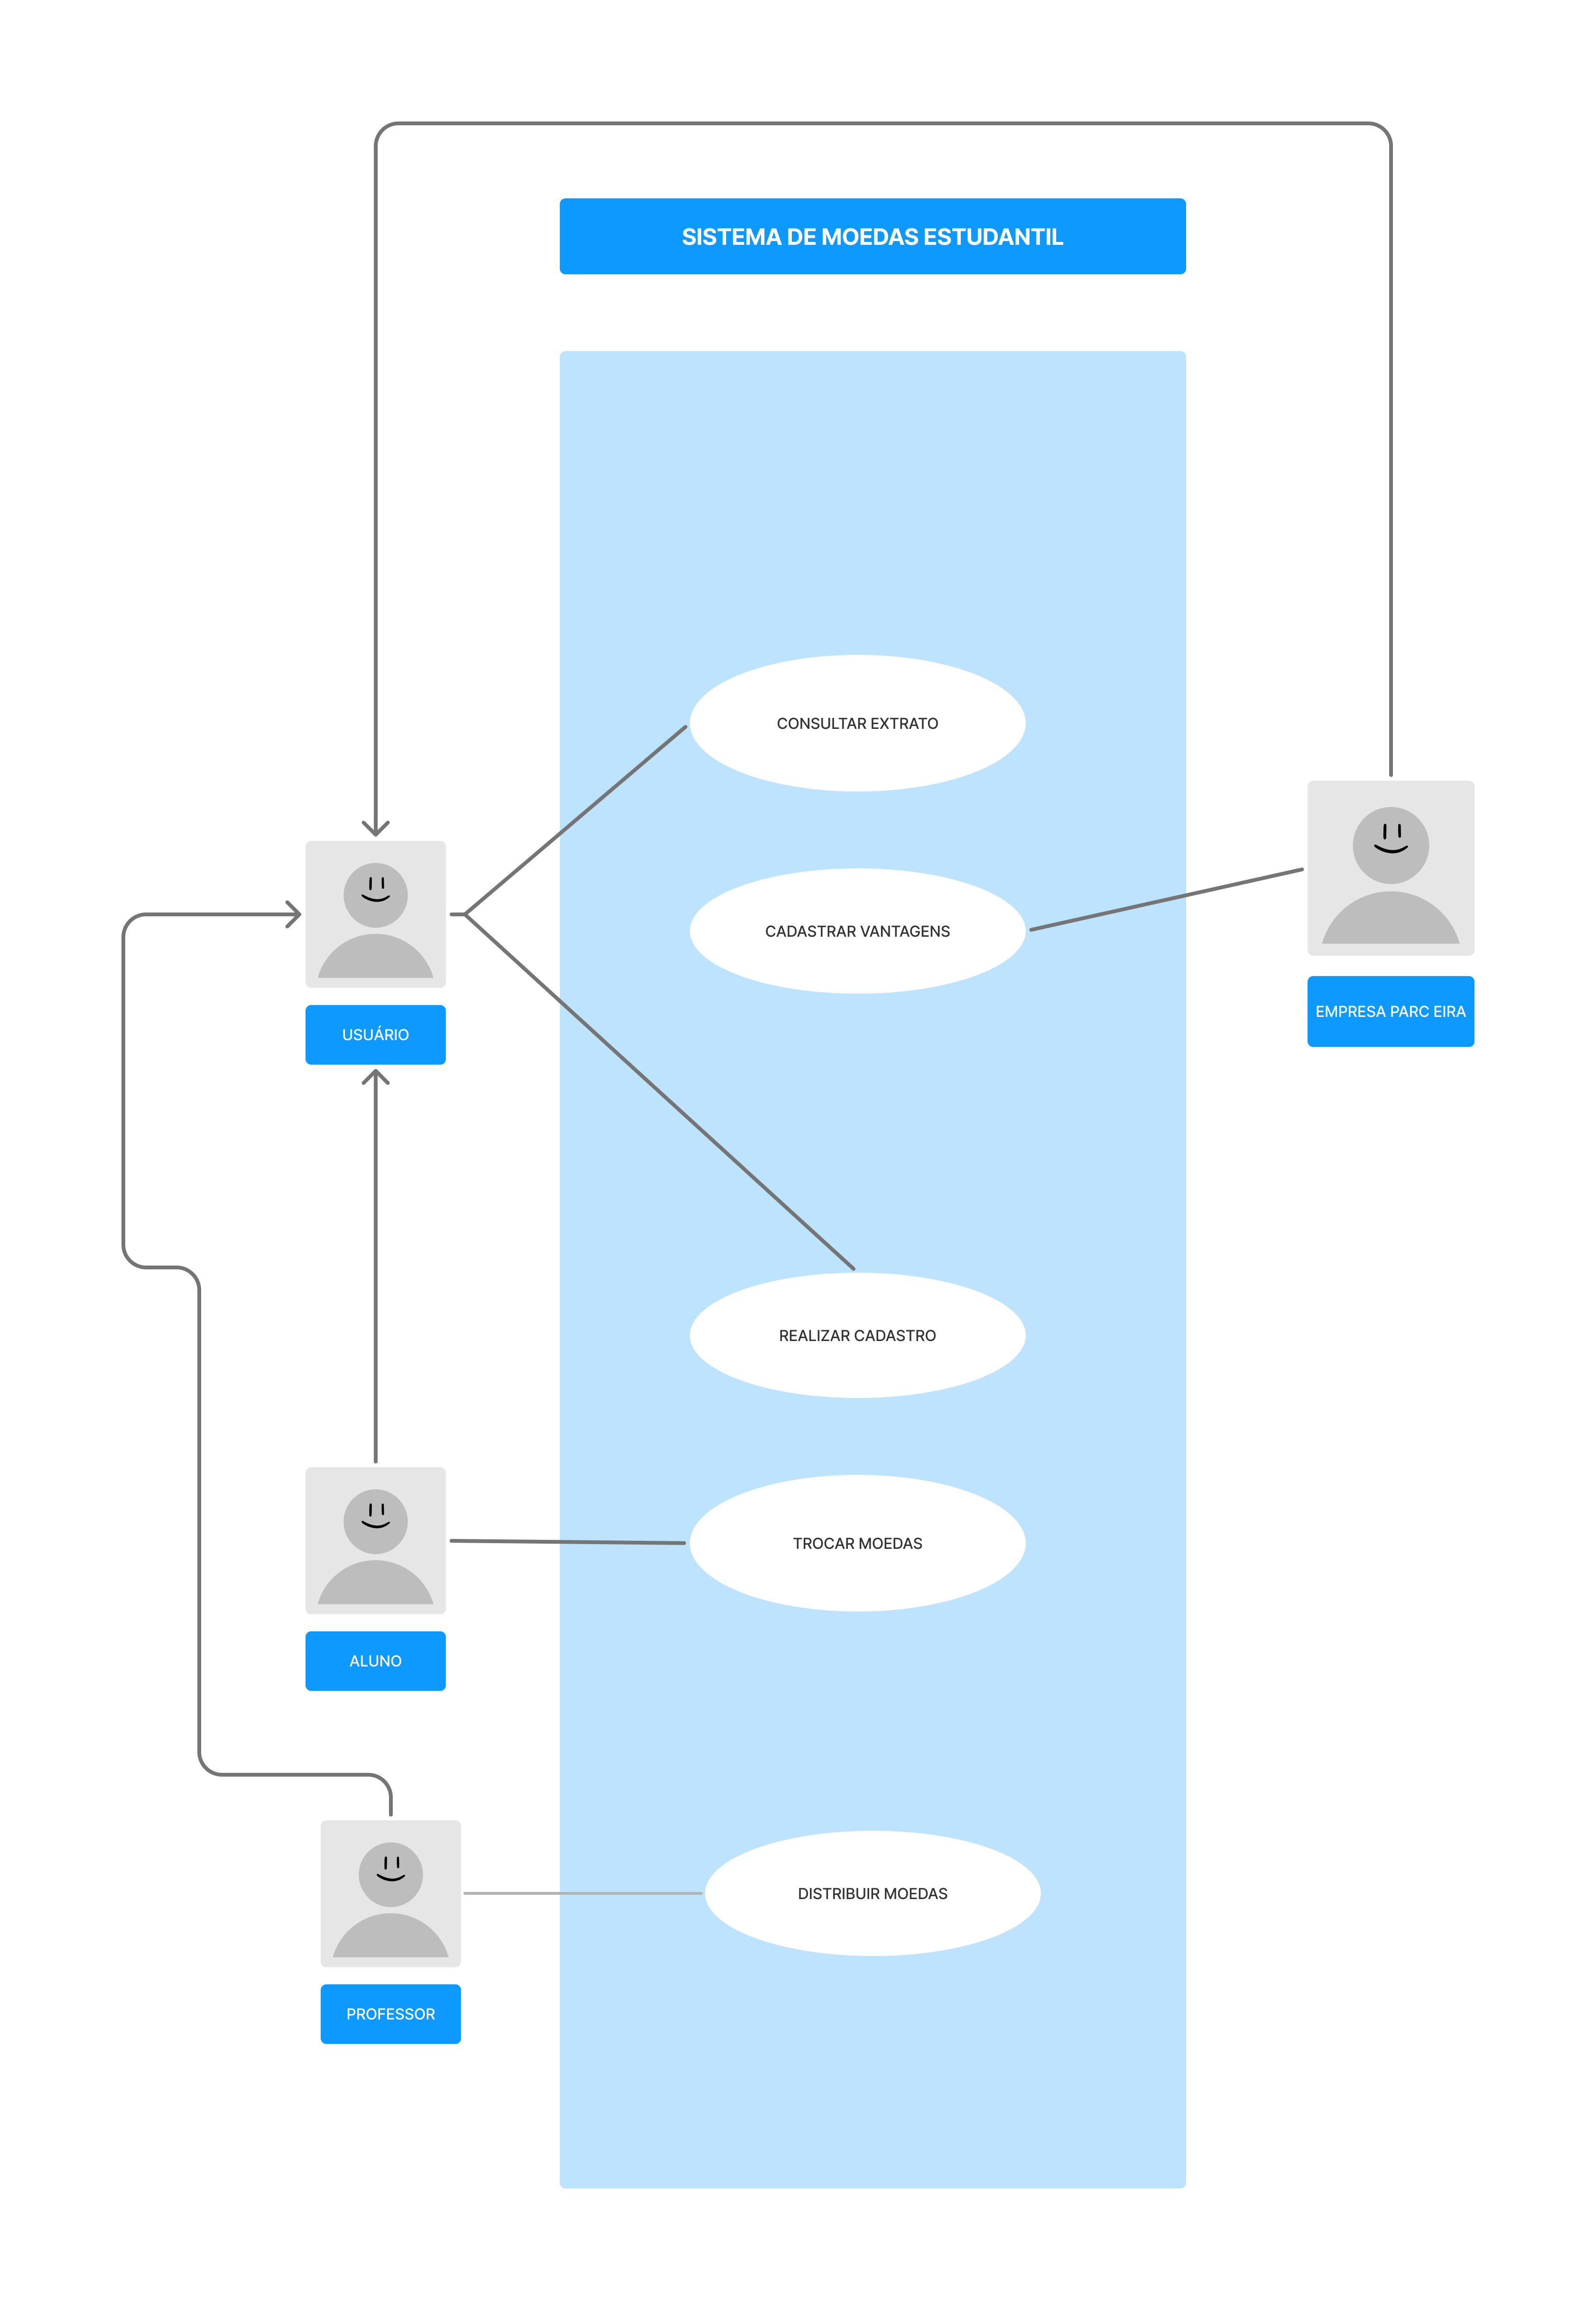 SISTEMA DE MOEDAS ESTUDANTIL
CONSULTAR EXTRATO
CADASTRAR VANTAGENS
EMPRESA PARC EIRA
USUÁRIO
REALIZAR CADASTRO
TROCAR MOEDAS
ALUNO
DISTRIBUIR MOEDAS
PROFESSOR